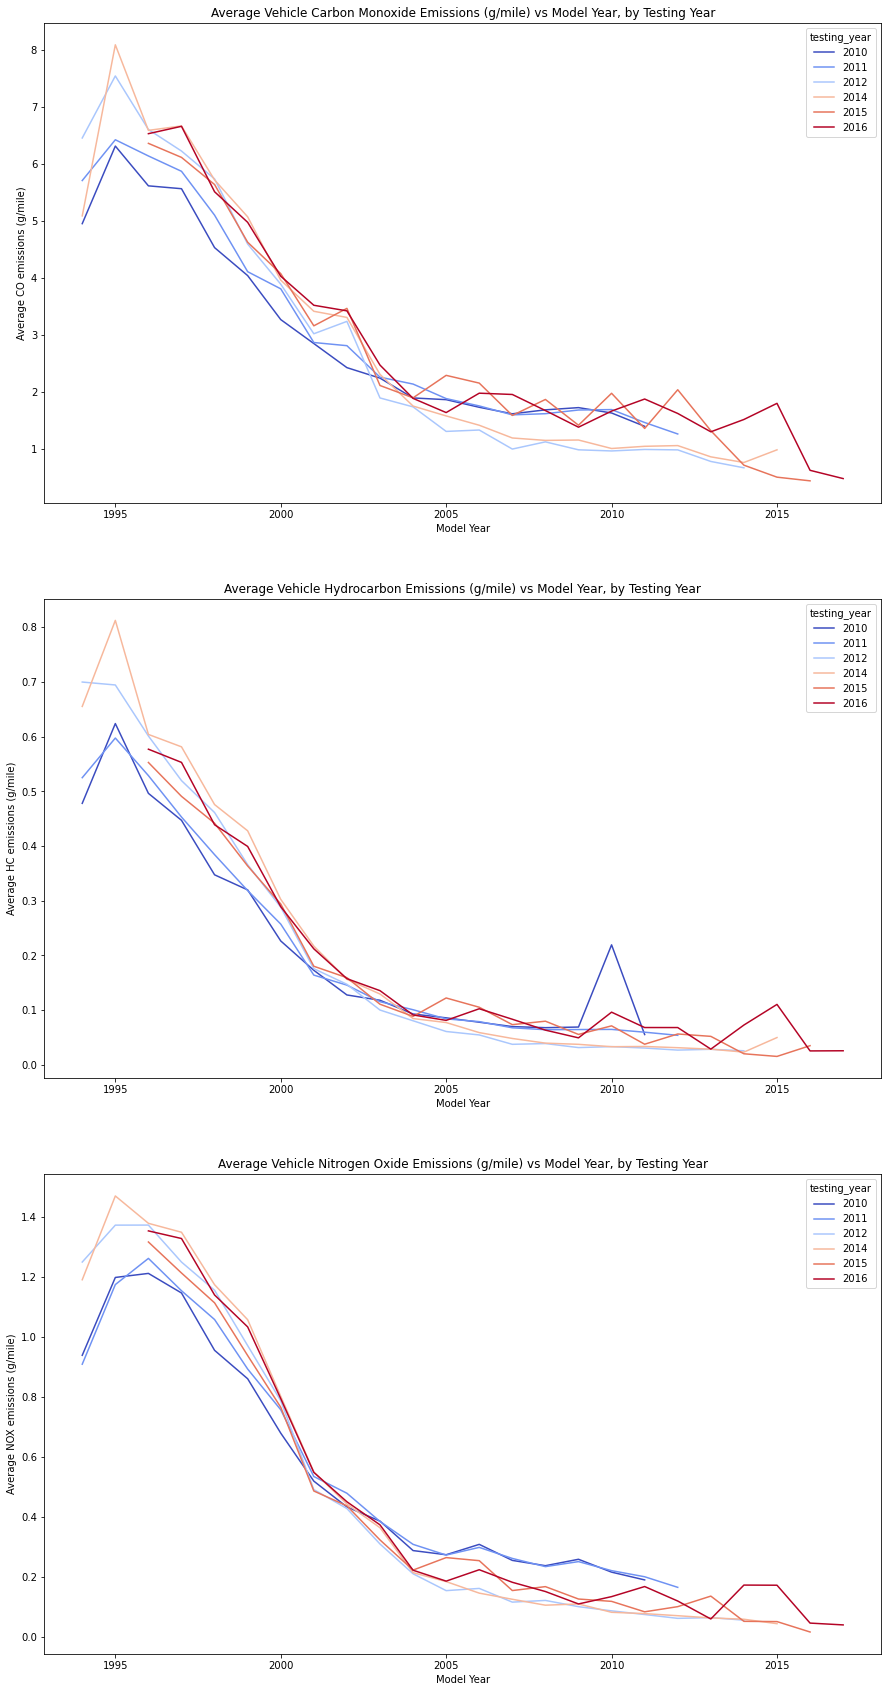 Average Vehicle Carbon Monoxide Emissions (g/mile) vs Model Year, by Testing Year
testing_year
2010
2011
2012
2014
2015
2016
8
7
6
5
4
3
2
1
Average CO emissions (g/mile)
1995 2000 2005 2010 2015
Model Year
Average Vehicle Hydrocarbon Emissions (g/mile) vs Model Year, by Testing Year
testing_year
2010
2011
2012
2014
2015
2016
0.8
0.7
0.6
0.5
0.4
0.3
0.2
0.1
0.0
Average HC emissions (g/mile)
1995 2000 2005 2010 2015
Model Year
Average Vehicle Nitrogen Oxide Emissions (g/mile) vs Model Year, by Testing Year
testing_year
2010
2011
2012
2014
2015
2016
1.4
1.2
1.0
0.8
0.6
0.4
0.2
0.0
Average NOX emissions (g/mile)
1995 2000 2005 2010 2015
Model Year